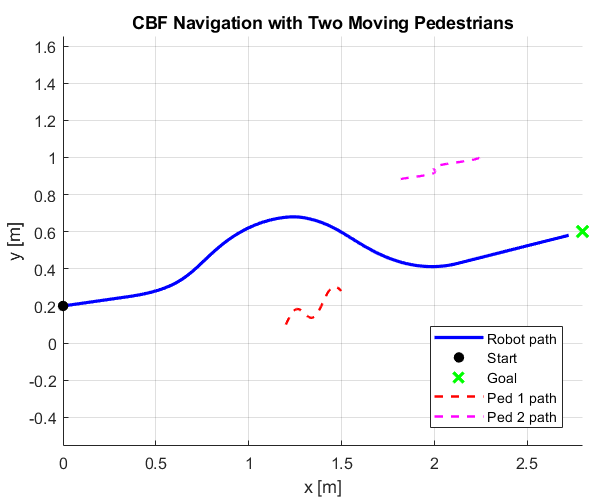 CBF Navigation with Two Moving Pedestrians
1.6
1.4
1.2
1
0.8
0.6
0.4
0.2
0
-0.2
-0.4
y [m]
Robot path
Start
Goal
Ped 1 path
Ped 2 path
0 0.5 1 1.5 2 2.5
x [m]